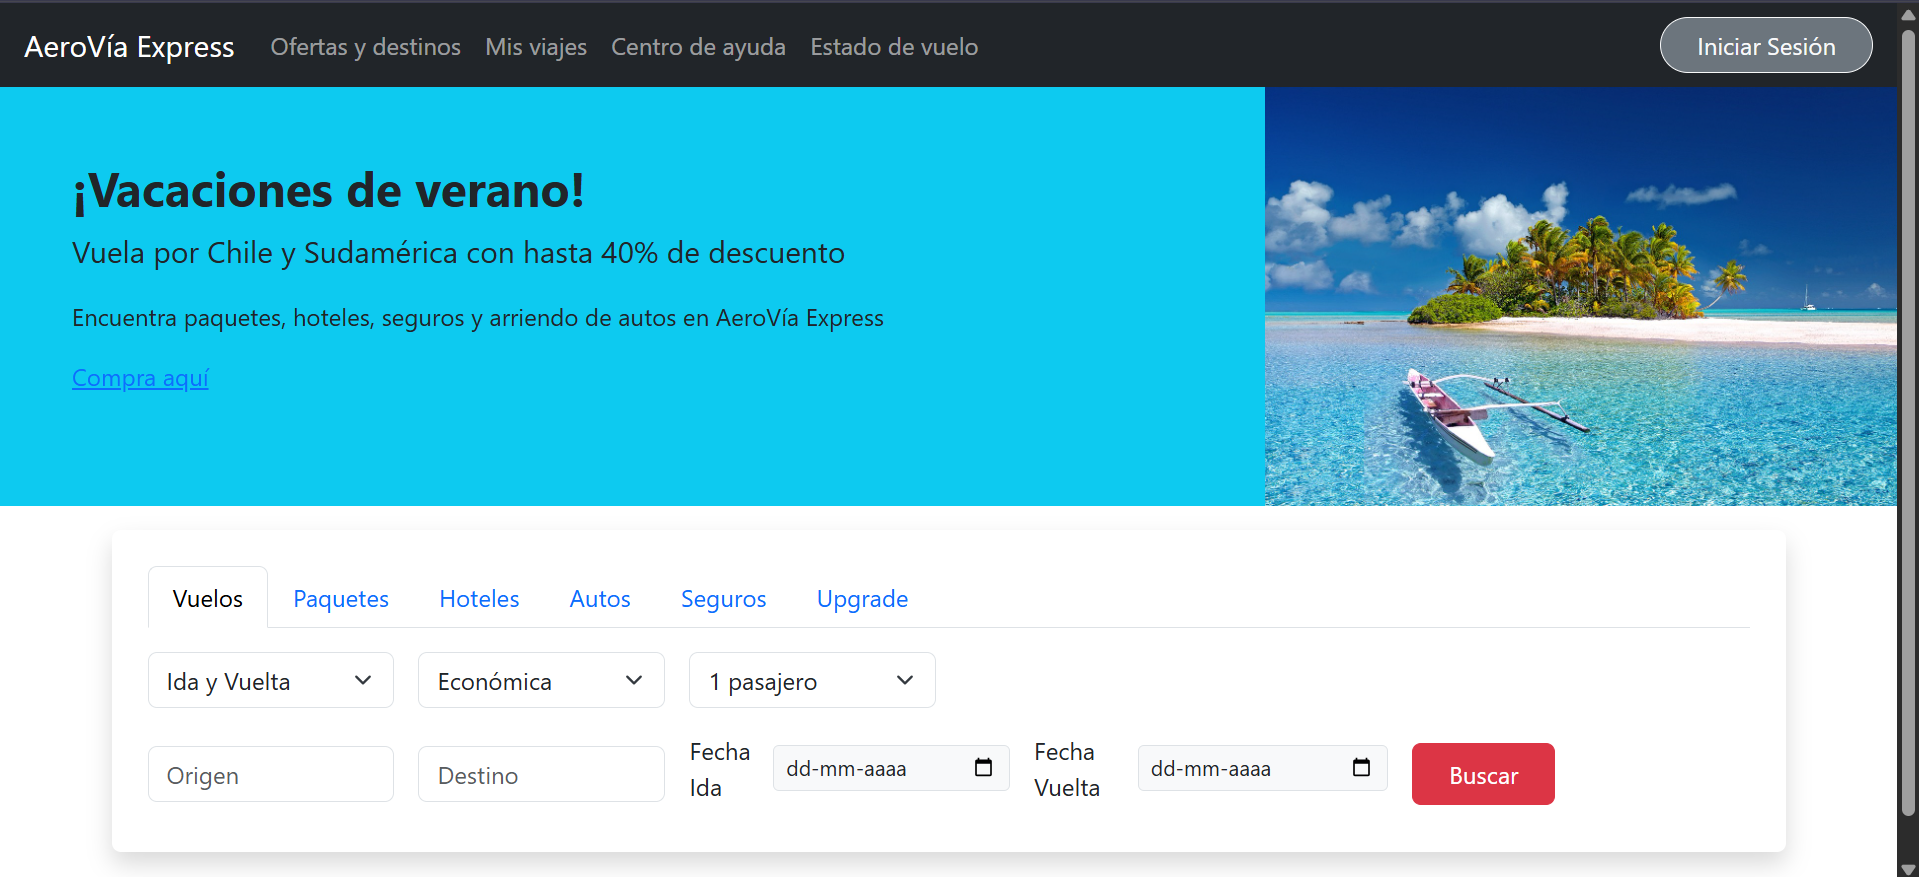 AeroVía Express Ofertas y destinos Mis viajes Centro de ayuda Estado de vuelo Iniciar Sesión
¡Vacaciones de verano!
Vuela por Chile y Sudamérica con hasta 40% de descuento
Encuentra paquetes, hoteles, seguros y arriendo de autos en AeroVía Express
Compra aquí
Vuelos Paquetes Hoteles Autos Seguros Upgrade
Ida y Vuelta Económica 1 pasajero
Origen Destino Fecha Ida dd-mm-aaaa Fecha Vuelta dd-mm-aaaa Buscar